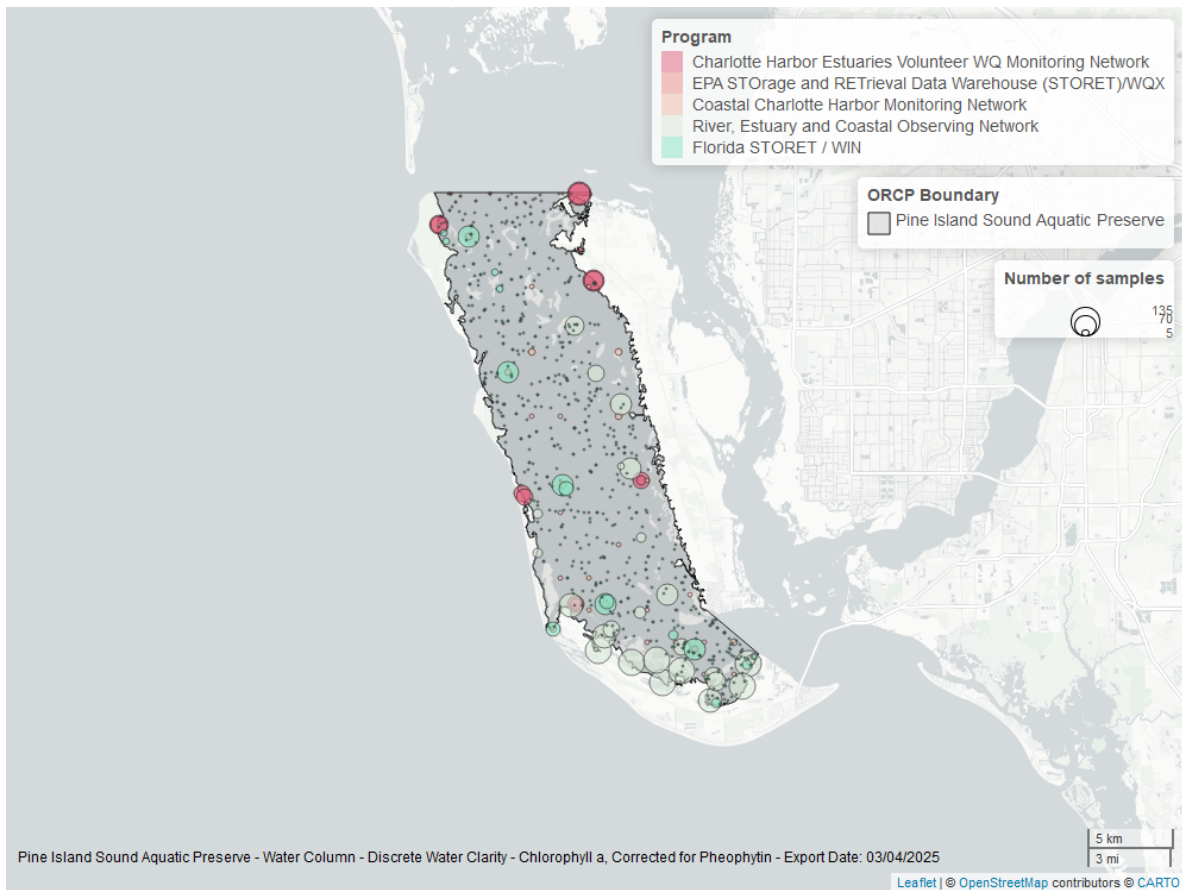 Program
Charlotte Harbor Estuaries Volunteer WQ Monitoring Network
EPA STOrage and RETrieval Data Warehouse (STORET)/WQX
Coastal Charlotte Harbor Monitoring Network
River, Estuary and Coastal Observing Network
Florida STORET / WIN
ORCP Boundary
Pine Island Sound Aquatic Preserve
Number of samples
135
70
5
5 km
3 mi
Pine Island Sound Aquatic Preserve - Water Column - Discrete Water Clarity - Chlorophyll a, Corrected for Pheophytin - Export Date: 03/04/2025
Leaflet | © OpenStreetMap contributors © CARTO